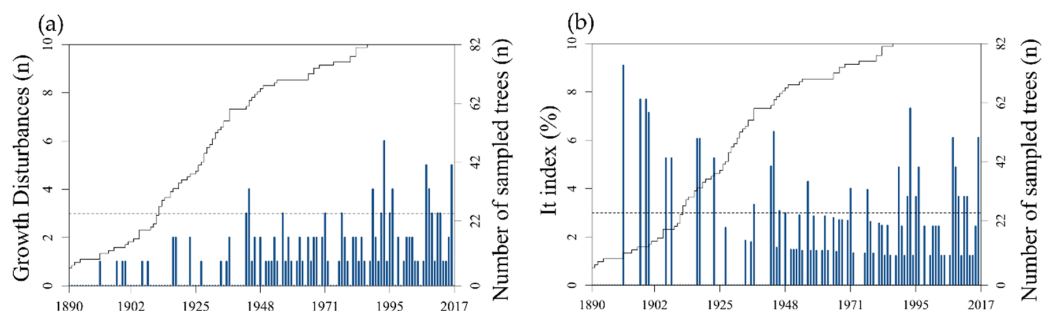 (a)
Growth Disturbances (n)
10
8
6
4
2
0
1890 1902 1925 1948 1971 1995 2017
82
62
42
22
0
Number of sampled trees (n)
(b)
It index (%)
10
8
6
4
2
0
1890 1902 1925 1948 1971 1995 2017
82
62
42
22
0
Number of sampled trees (n)